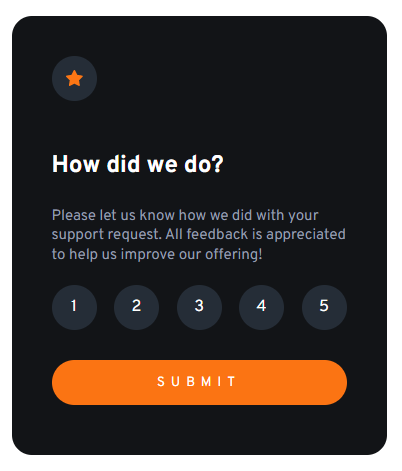 How did we do?
Please let us know how we did with your
support request. All feedback is appreciated
to help us improve our offering!
1 2 3 4 5
SUBMIT